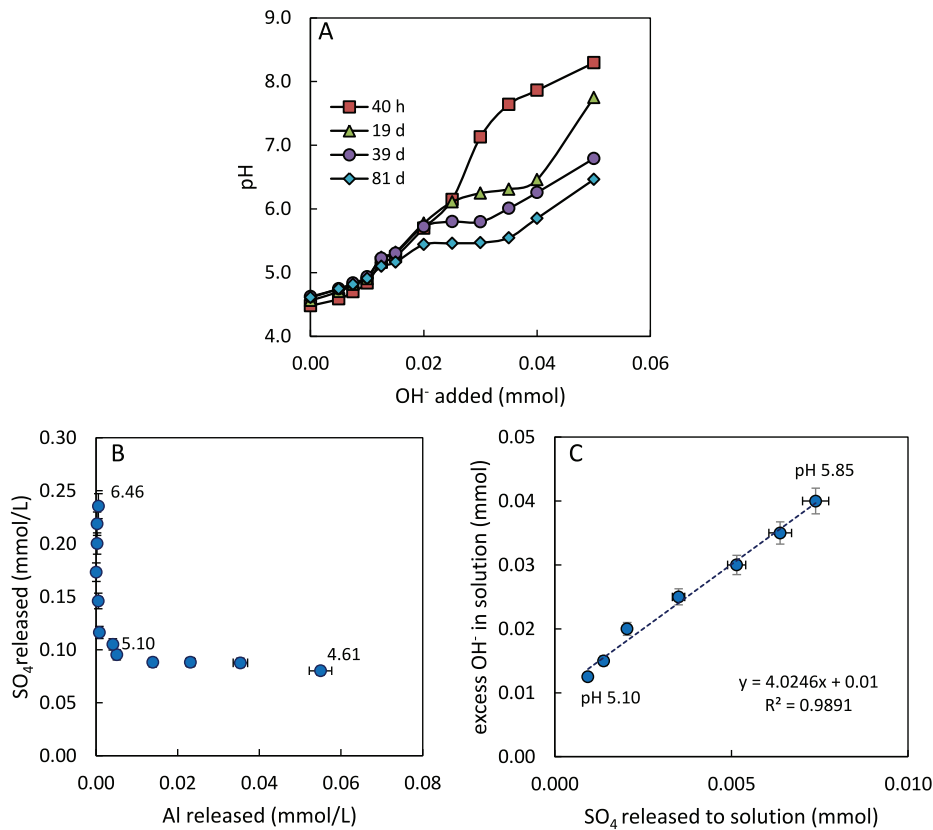 A
9.0
8.0
7.0
6.0
5.0
4.0
pH
40 h
19 d
39 d
81 d
0.00
0.02
0.04
0.06
OH- added (mmol)
B
0.30
0.25
0.20
0.15
0.10
0.05
0.00
SO4 released (mmol/L)
6.46
5.10
4.61
0.00
0.02
0.04
0.06
0.08
Al released (mmol/L)
C
0.05
0.04
0.03
0.02
0.01
0.00
excess OH- in solution (mmol)
pH 5.85
pH 5.10
y = 4.0246x + 0.01
R² = 0.9891
0.000
0.005
0.010
SO4 released to solution (mmol)